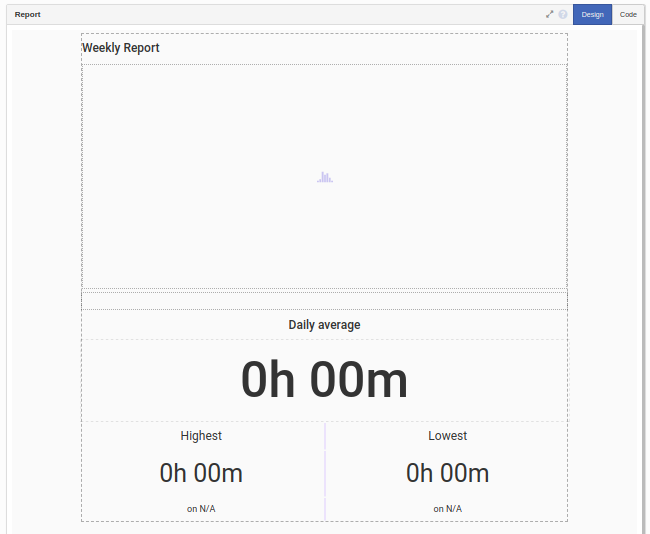 Report
? Design Code
Weekly Report
Daily average
0h 00m
Highest Lowest
0h 00m 0h 00m
on N/A on N/A